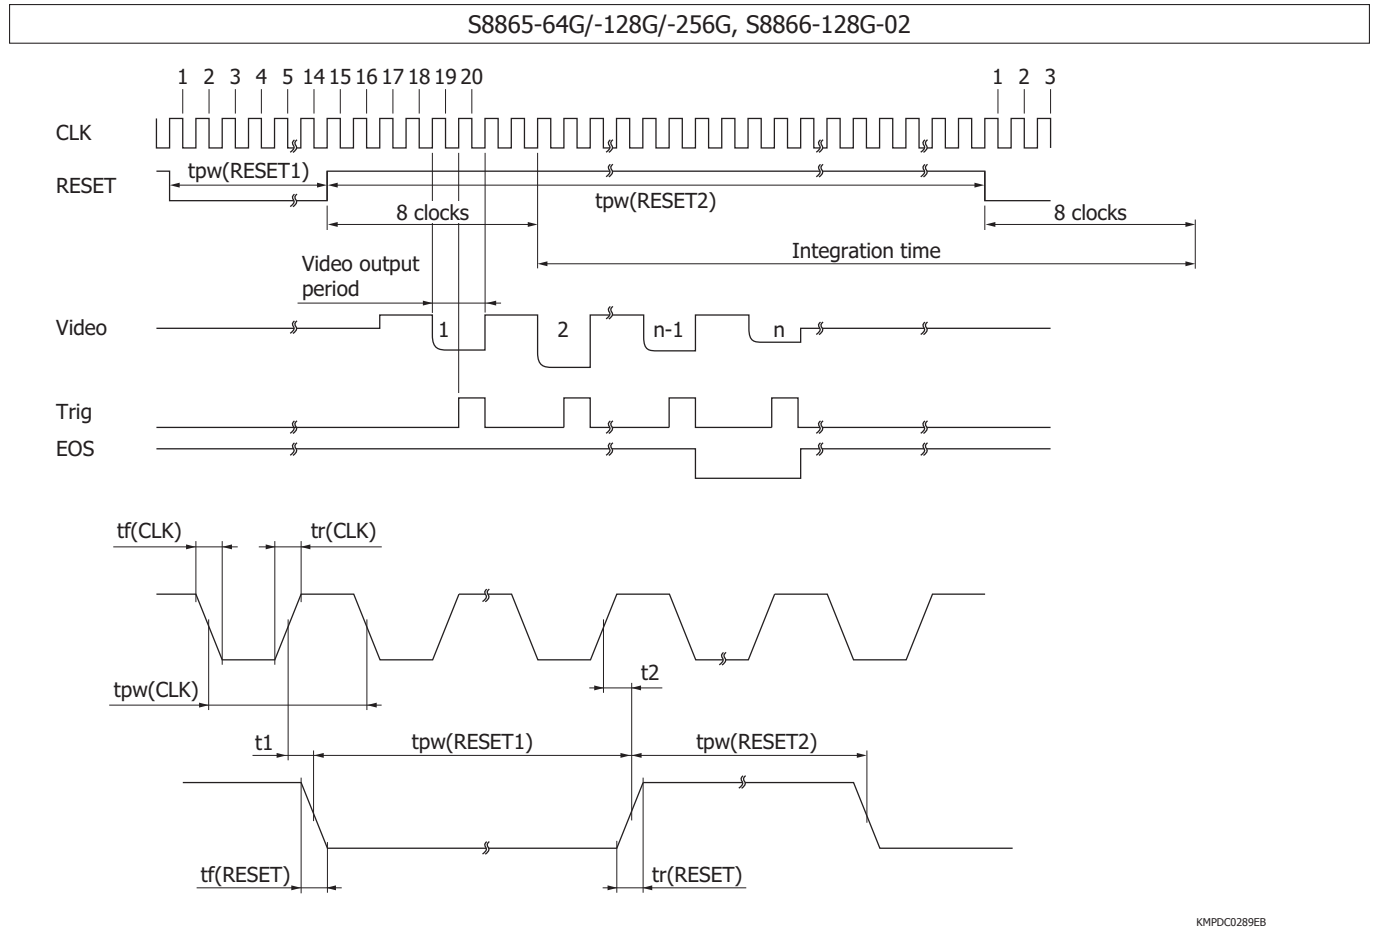 S8865-64G/-128G/-256G, S8866-128G-02
1 2 3 4 5 14 15 16 17 18 19 20 1 2 3
CLK
tpw(RESET1)
RESET
tpw(RESET2)
8 clocks 8 clocks
Integration time
Video output
period
Video 1 2 n-1 n
Trig
EOS
tf(CLK) tr(CLK)
t2
tpw(CLK)
t1 tpw(RESET1) tpw(RESET2)
tf(RESET) tr(RESET)
KMPDC0289EB